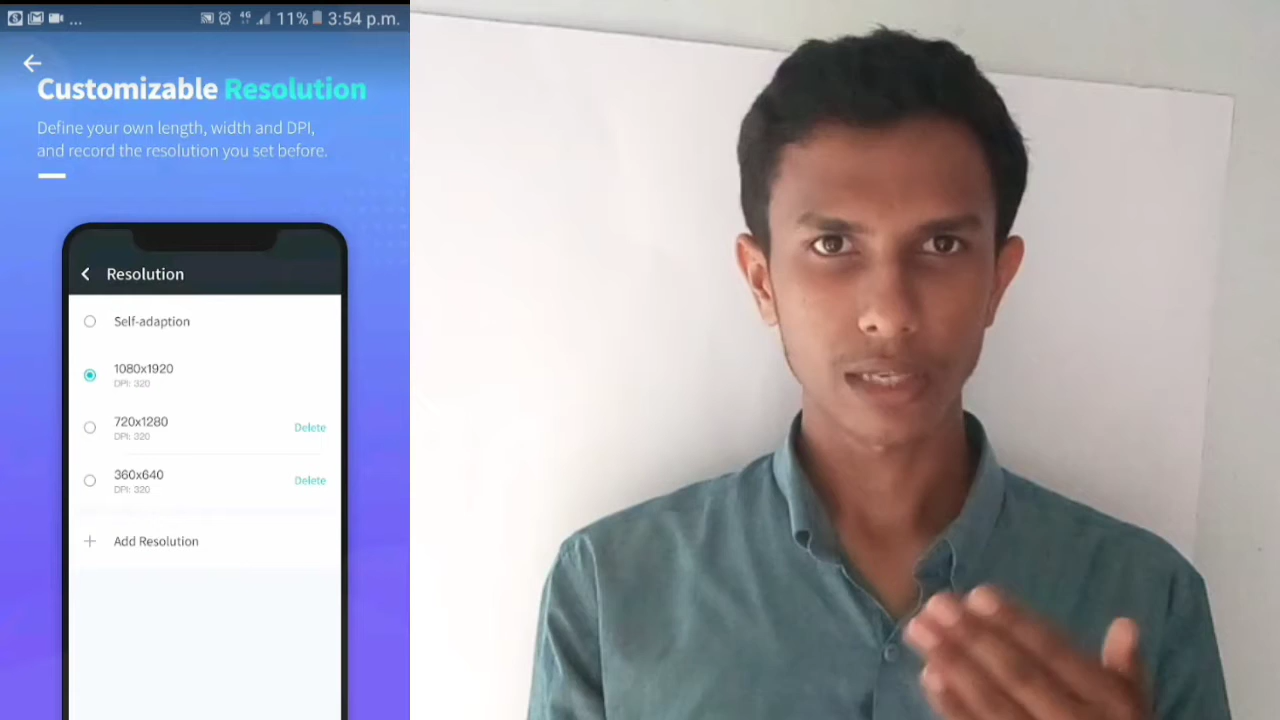 ... 4G 11% 3:54 p.m.
Customizable Resolution
Define your own length, width and DPI,
and record the resolution you set before.
Resolution
Self-adaption
1080x1920
DPI: 320
720x1280
DPI: 320
Delete
360x640
DPI: 320
Delete
Add Resolution